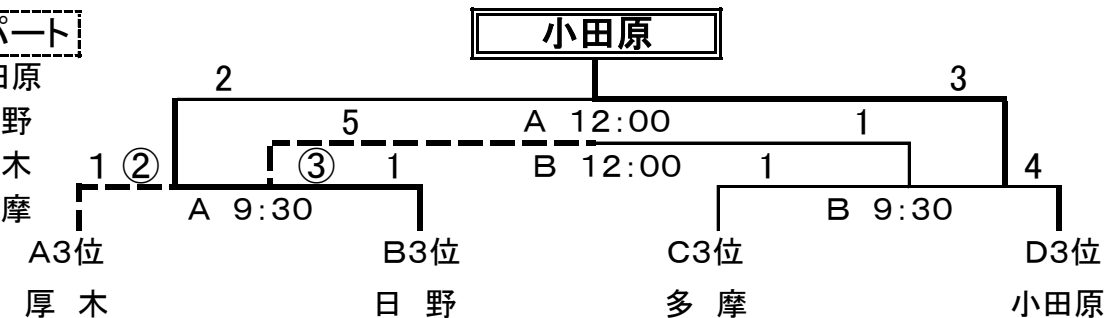 パート
小田原
田原
2
3
野
5
A 12:00
1
木
1
②
③
1
B 12:00
1
4
摩
A 9:30
B 9:30
A3位
B3位
C3位
D3位
厚 木
日 野
多 摩
小田原